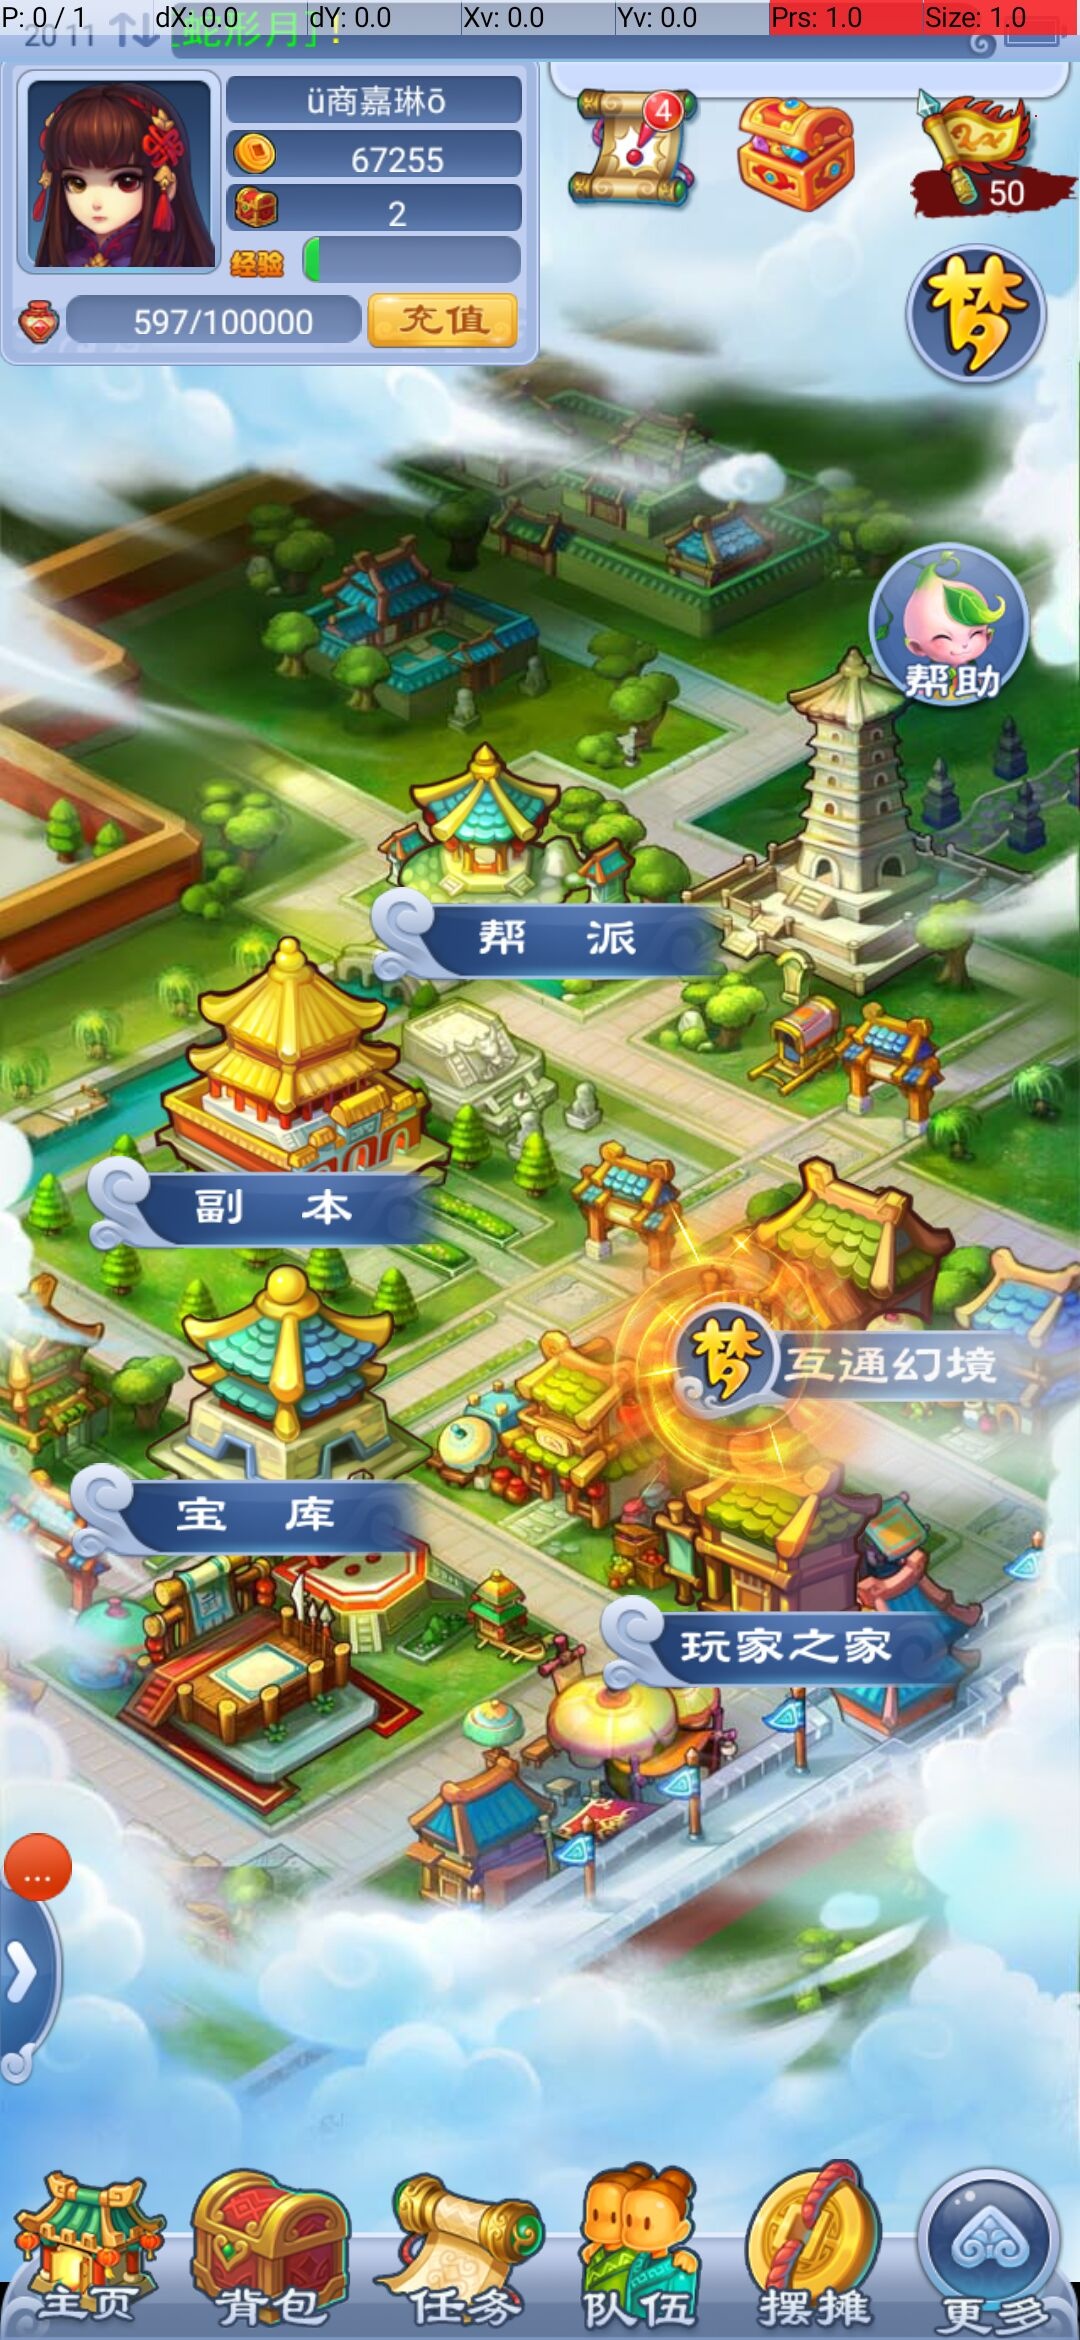 P: 0 / 1 dX: 0.0 dY: 0.0 Xv: 0.0 Yv: 0.0 Prs: 1.0 Size: 1.0
20 11 蛇形月]!
ü商嘉琳ō
67255
2
经验
597/100000 充值
4
50
梦
帮助
帮 派
副 本
梦 互通幻境
宝 库
玩家之家
...
主页 背包 任务 队伍 摆摊 更多